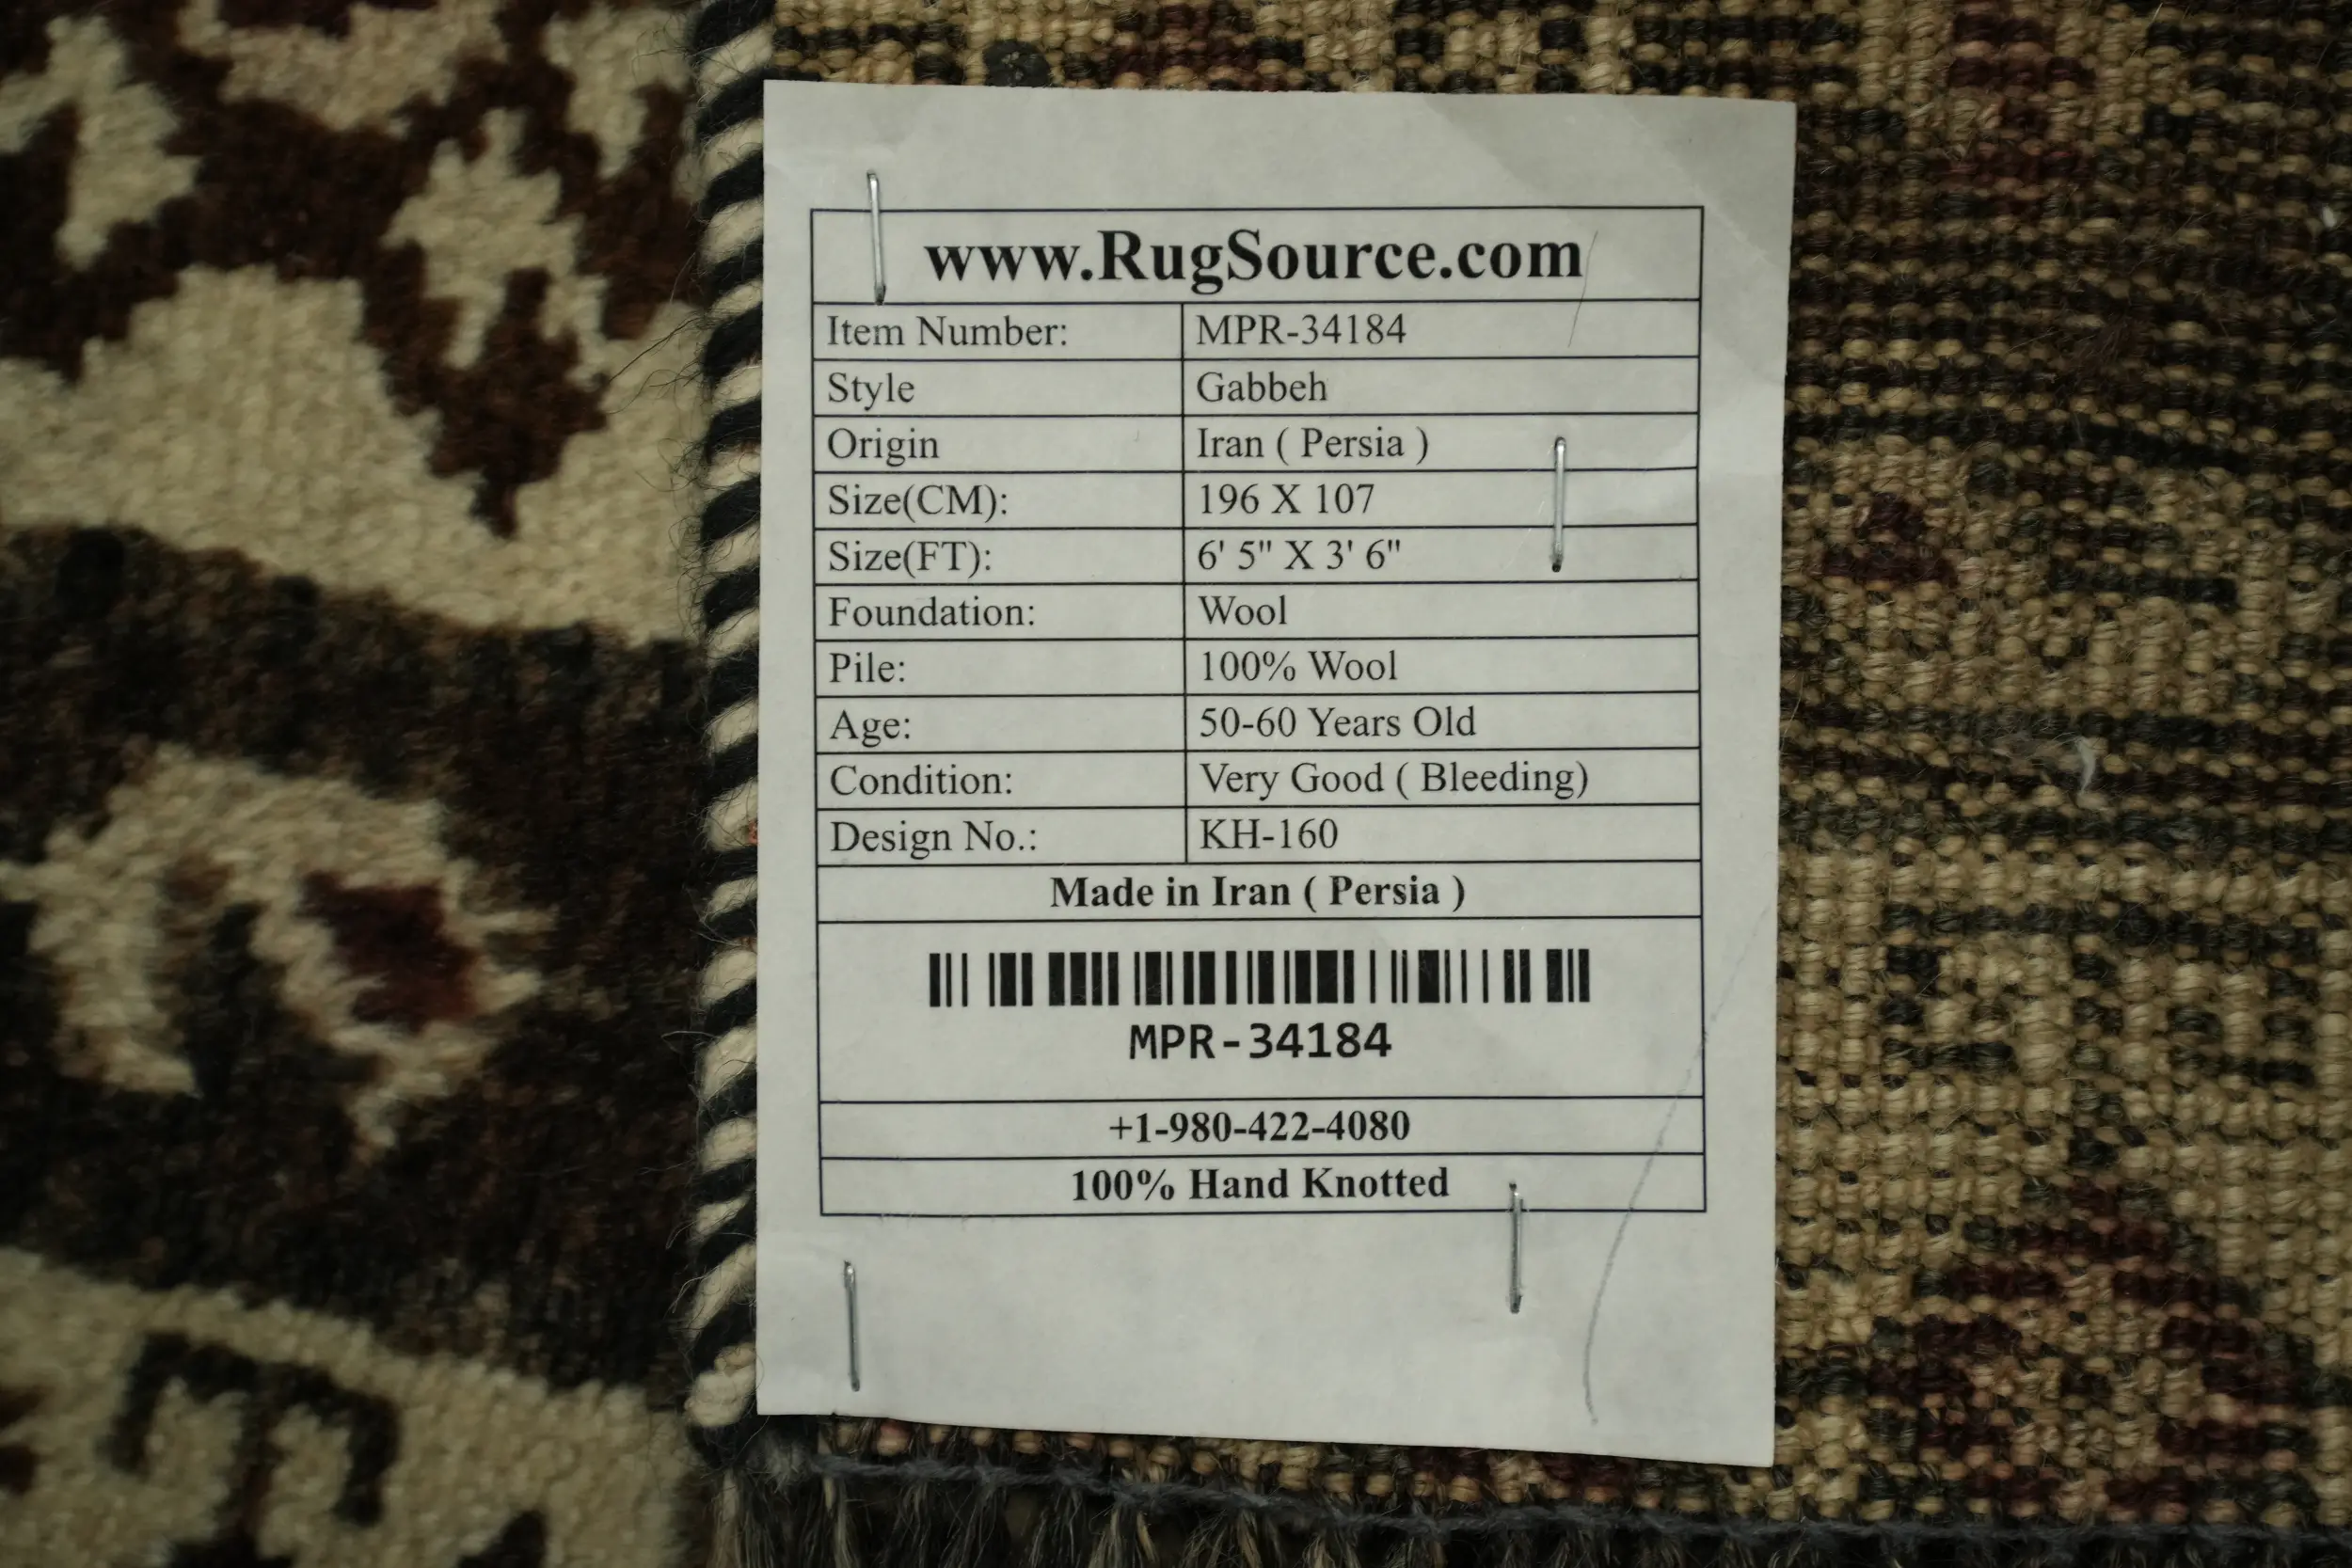 www.RugSource.com
Item Number: MPR-34184
Style Gabbeh
Origin Iran ( Persia )
Size(CM): 196 X 107
Size(FT): 6' 5" X 3' 6"
Foundation: Wool
Pile: 100% Wool
Age: 50-60 Years Old
Condition: Very Good ( Bleeding)
Design No.: KH-160
Made in Iran ( Persia )
MPR-34184
+1-980-422-4080
100% Hand Knotted